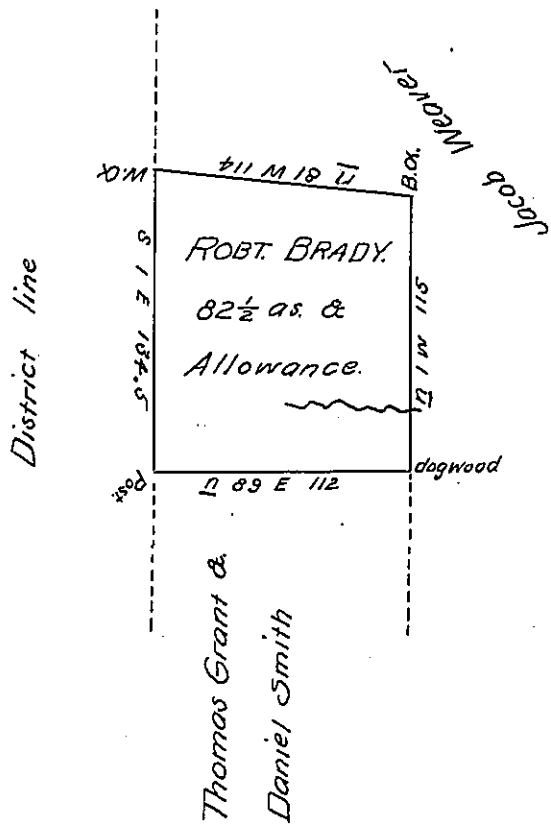 Jacob Weaver
W.O.
N 81 W 114
B.O.
District line
S 1 E 134.5
ROBT. BRADY.
82½ as. &
Allowance.
N 1 W 115
Post.
N 89 E 112
dogwood
Thomas Grant &
Daniel Smith